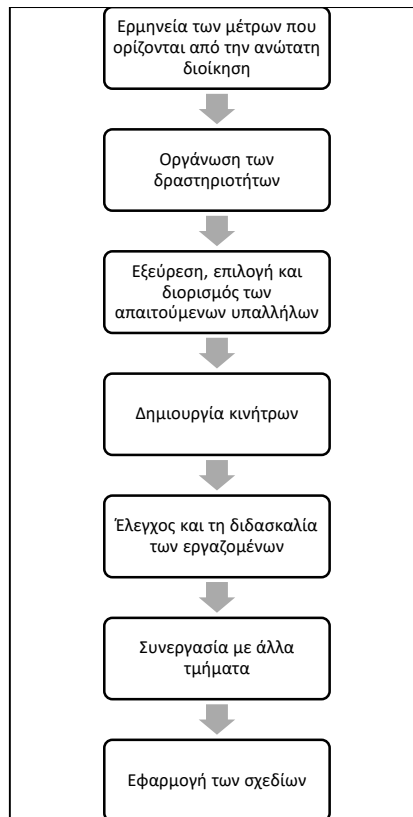 Ερμηνεία των μέτρων που
ορίζονται από την ανώτατη
διοίκηση
Οργάνωση των
δραστηριοτήτων
Εξεύρεση, επιλογή και
διορισμός των
απαιτούμενων υπαλλήλων
Δημιουργία κινήτρων
Έλεγχος και τη διδασκαλία
των εργαζομένων
Συνεργασία με άλλα
τμήματα
Εφαρμογή των σχεδίων